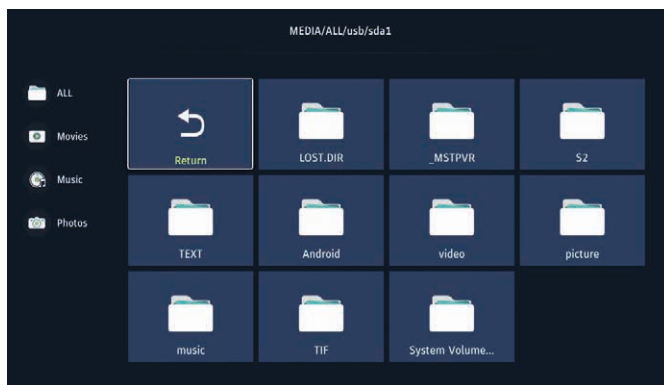 MEDIA/ALL/usb/sda1
ALL
Movies
Music
Photos
Return
LOST.DIR
_MSTPVR
S2
TEXT
Android
video
picture
music
TIF
System Volume...